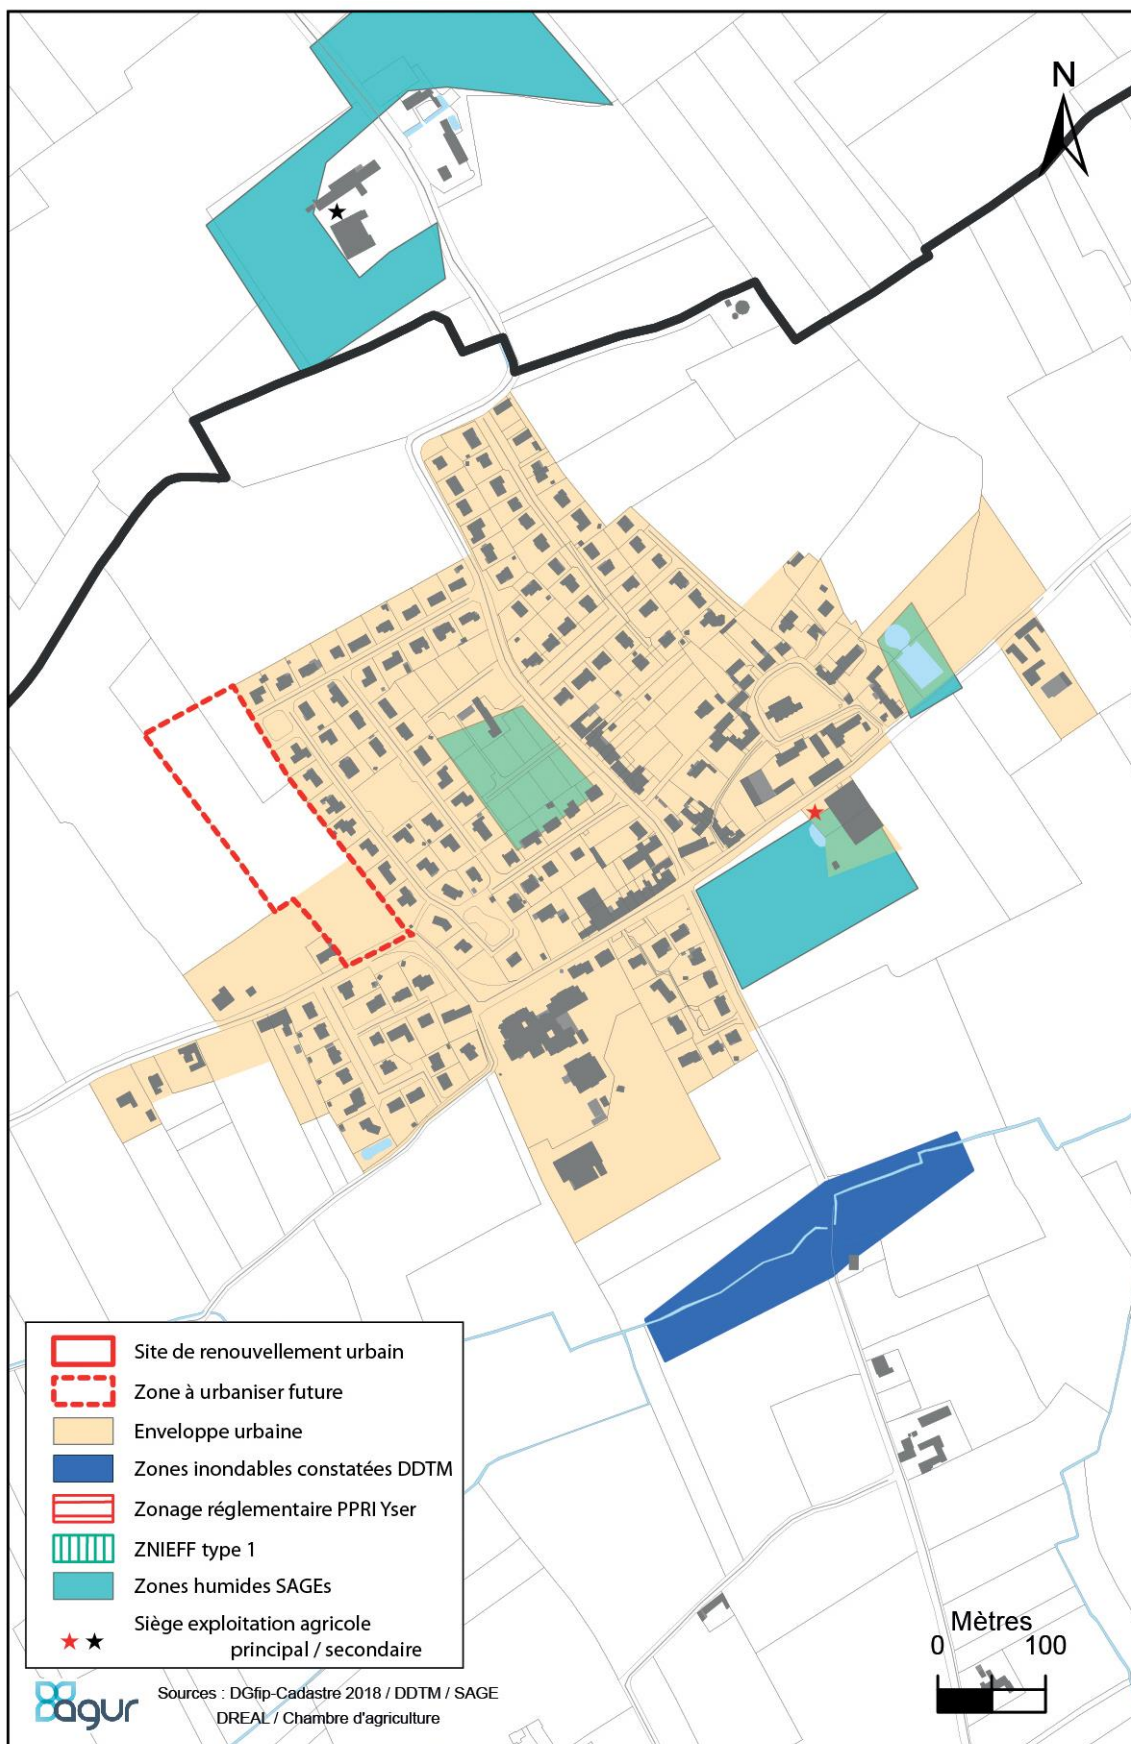 N
Site de renouvellement urbain
Zone à urbaniser future
Enveloppe urbaine
Zones inondables constatées DDTM
Zonage réglementaire PPRI Yser
ZNIEFF type 1
Zones humides SAGEs
Siège exploitation agricole
principal / secondaire
Mètres
0 100
agur
Sources : DGfip-Cadastre 2018 / DDTM / SAGE
DREAL / Chambre d'agriculture